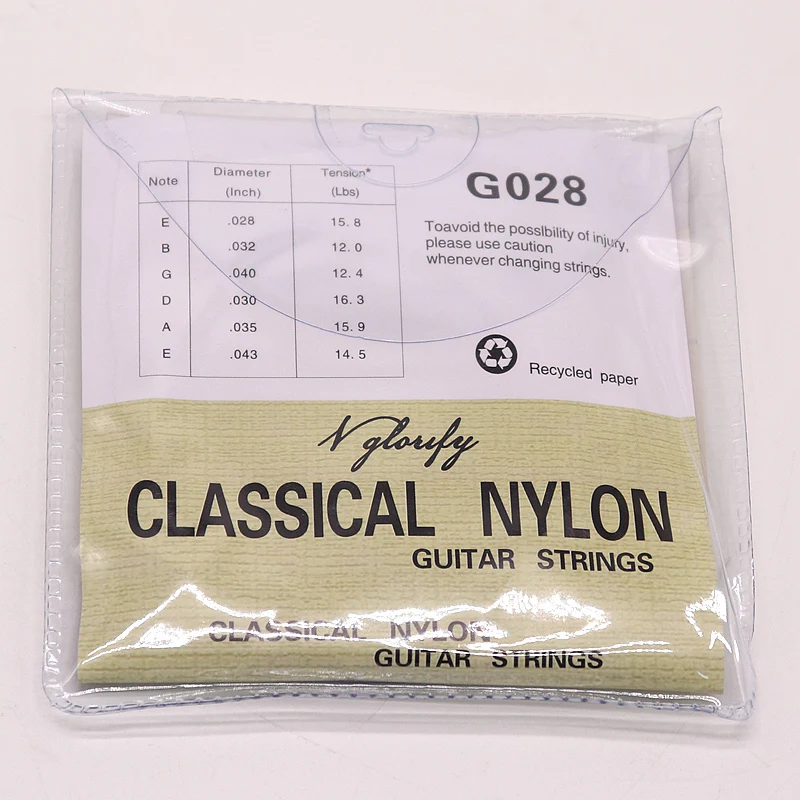 Note Diameter (Inch) Tension* (Lbs)
E .028 15.8
B .032 12.0
G .040 12.4
D .030 16.3
A .035 15.9
E .043 14.5
G028
Toavoid the possIbility of injury,
please use caution
whenever changing strings.
Recycled paper
Nglorify
CLASSICAL NYLON
GUITAR STRINGS
CLASSICAL NYLON
GUITAR STRINGS